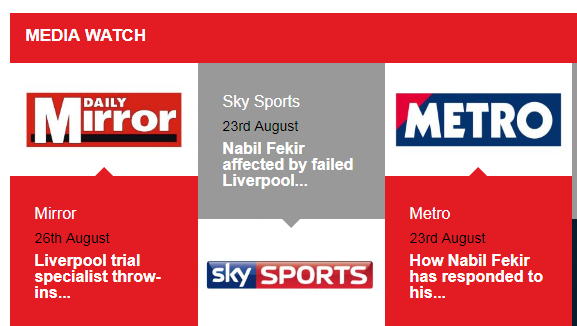 MEDIA WATCH
DAILY
Mirror
Mirror
26th August
Liverpool trial
specialist throw-
ins...
Sky Sports
23rd August
Nabil Fekir
affected by failed
Liverpool...
sky SPORTS
METRO
Metro
23rd August
How Nabil Fekir
has responded to
his...